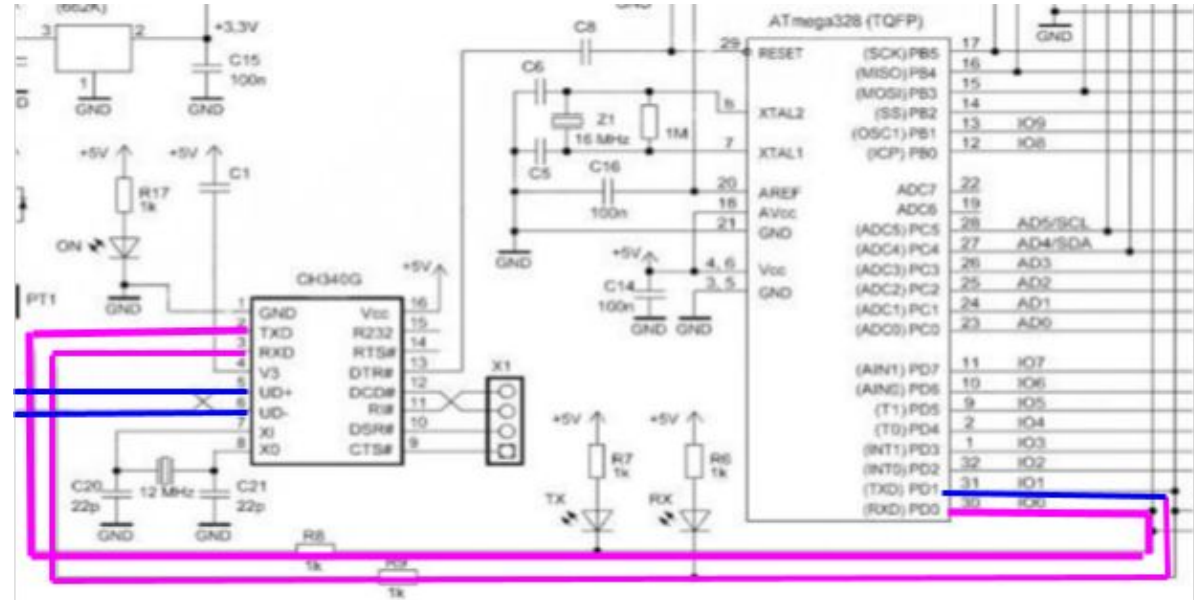 (662K)
3
2
+3,3V
1
GND
C15
100n
GND
+5V
R17
1k
ON
GND
PT1
+5V
C1
CH340G
1 GND
TXD
3 RXD
4 V3
5 UD+
6 UD-
7 XI
8 X0
Vcc 16
R232 15
RTS# 14
DTR# 13
DCD# 12
RI# 11
DSR# 10
CTS# 9
+5V
X1
C20
22p
GND
12 MHz
C21
22p
GND
C8
C6
Z1
16 MHz
1M
C5
C16
100n
GND
+5V
C14
100n
GND
GND
ATmega328 (TQFP)
29 RESET
8 XTAL2
7 XTAL1
20 AREF
18 AVcc
21 GND
4, 6 Vcc
3, 5 GND
(SCK) PB5 17
(MISO) PB4 16
(MOSI) PB3 15
(SS) PB2 14
(OSC1) PB1 13 IO9
(ICP) PB0 12 IO8
ADC7 22
ADC6 19
(ADC5) PC5 28 AD5/SCL
(ADC4) PC4 27 AD4/SDA
(ADC3) PC3 26 AD3
(ADC2) PC2 25 AD2
(ADC1) PC1 24 AD1
(ADC0) PC0 23 AD0
(AIN1) PD7 11 IO7
(AIN0) PD6 10 IO6
(T1) PD5 9 IO5
(T0) PD4 2 IO4
(INT1) PD3 1 IO3
(INT0) PD2 32 IO2
(TXD) PD1 31 IO1
(RXD) PD0 30 IO0
GND
+5V
R7
1k
TX
+5V
R6
1k
RX
R8
1k
R9
1k